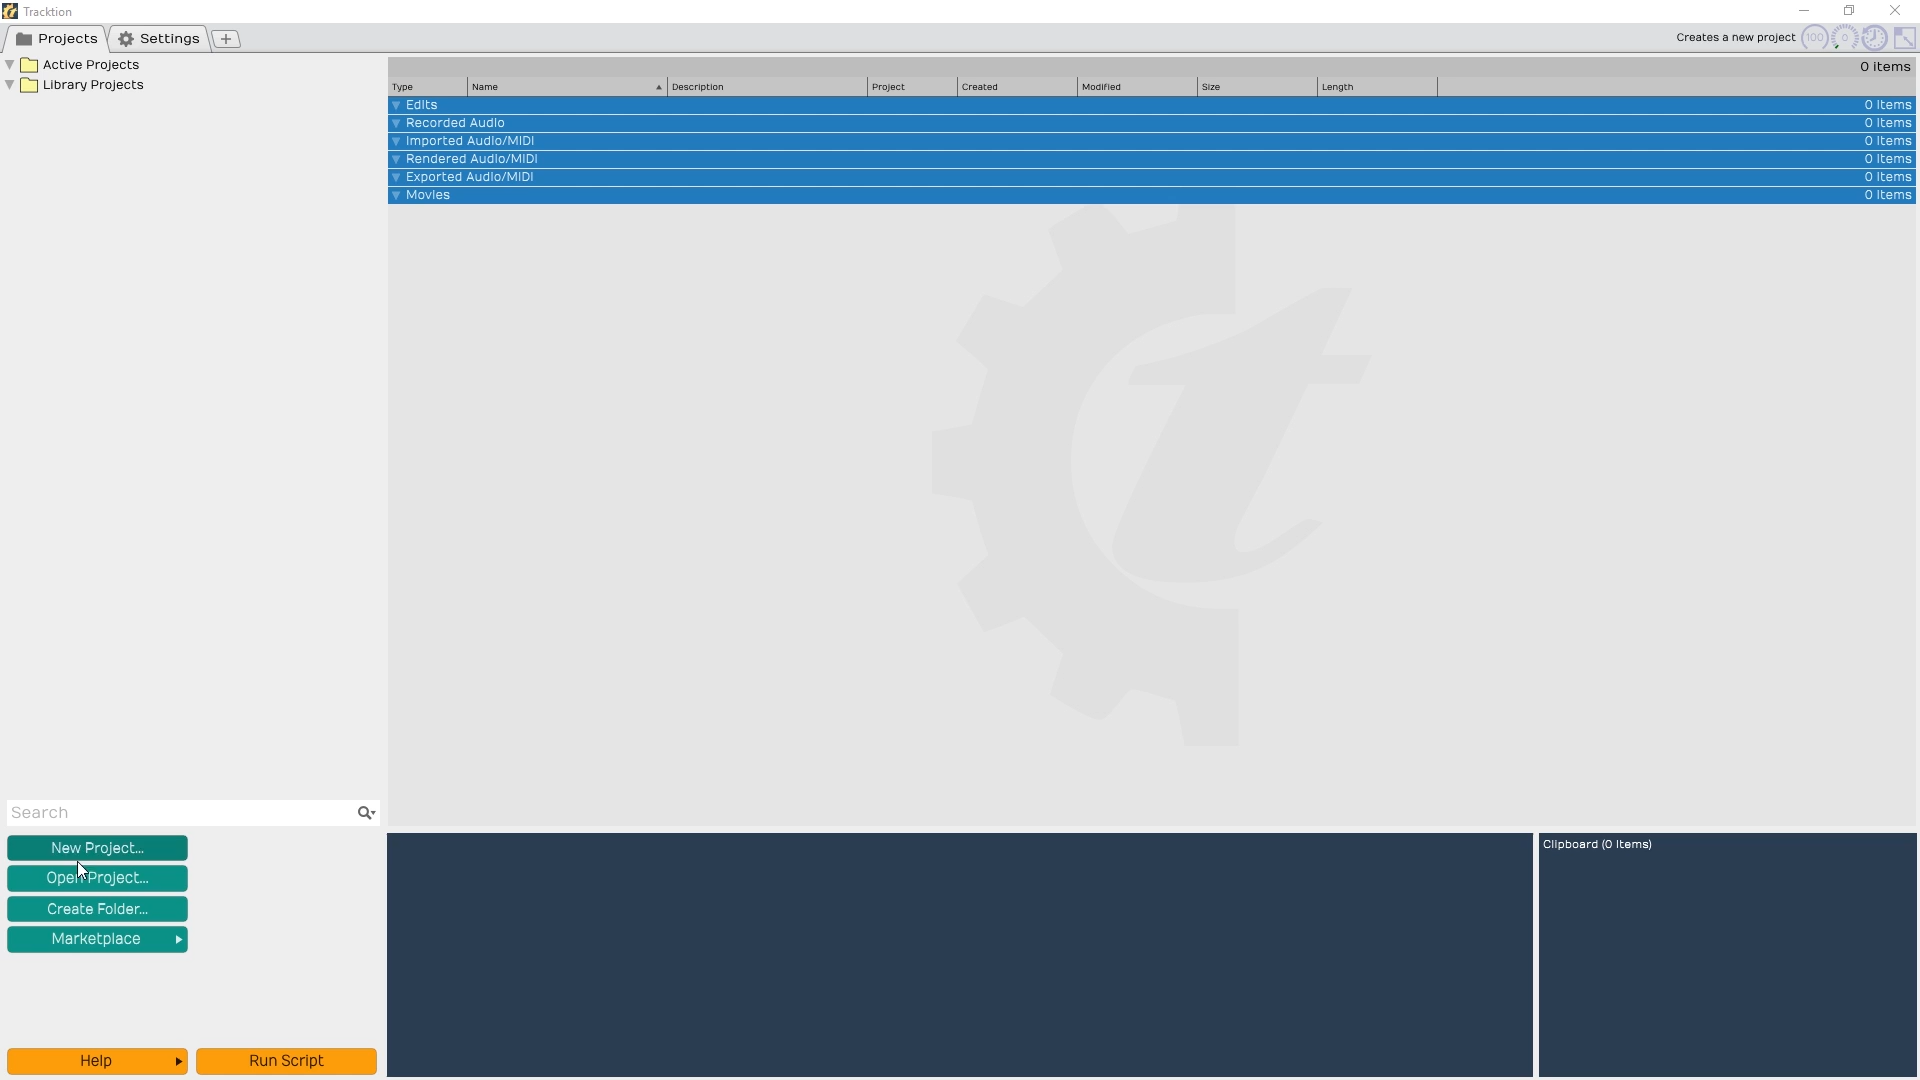 Tracktion
Projects
Settings
+
Creates a new project
100
0
Active Projects
Library Projects
0 items
Type
Name
Description
Project
Created
Modified
Size
Length
Edits
0 Items
Recorded Audio
0 Items
Imported Audio/MIDI
0 Items
Rendered Audio/MIDI
0 Items
Exported Audio/MIDI
0 Items
Movies
0 Items
Search
New Project...
Open Project...
Create Folder...
Marketplace
Help
Run Script
Clipboard (0 Items)